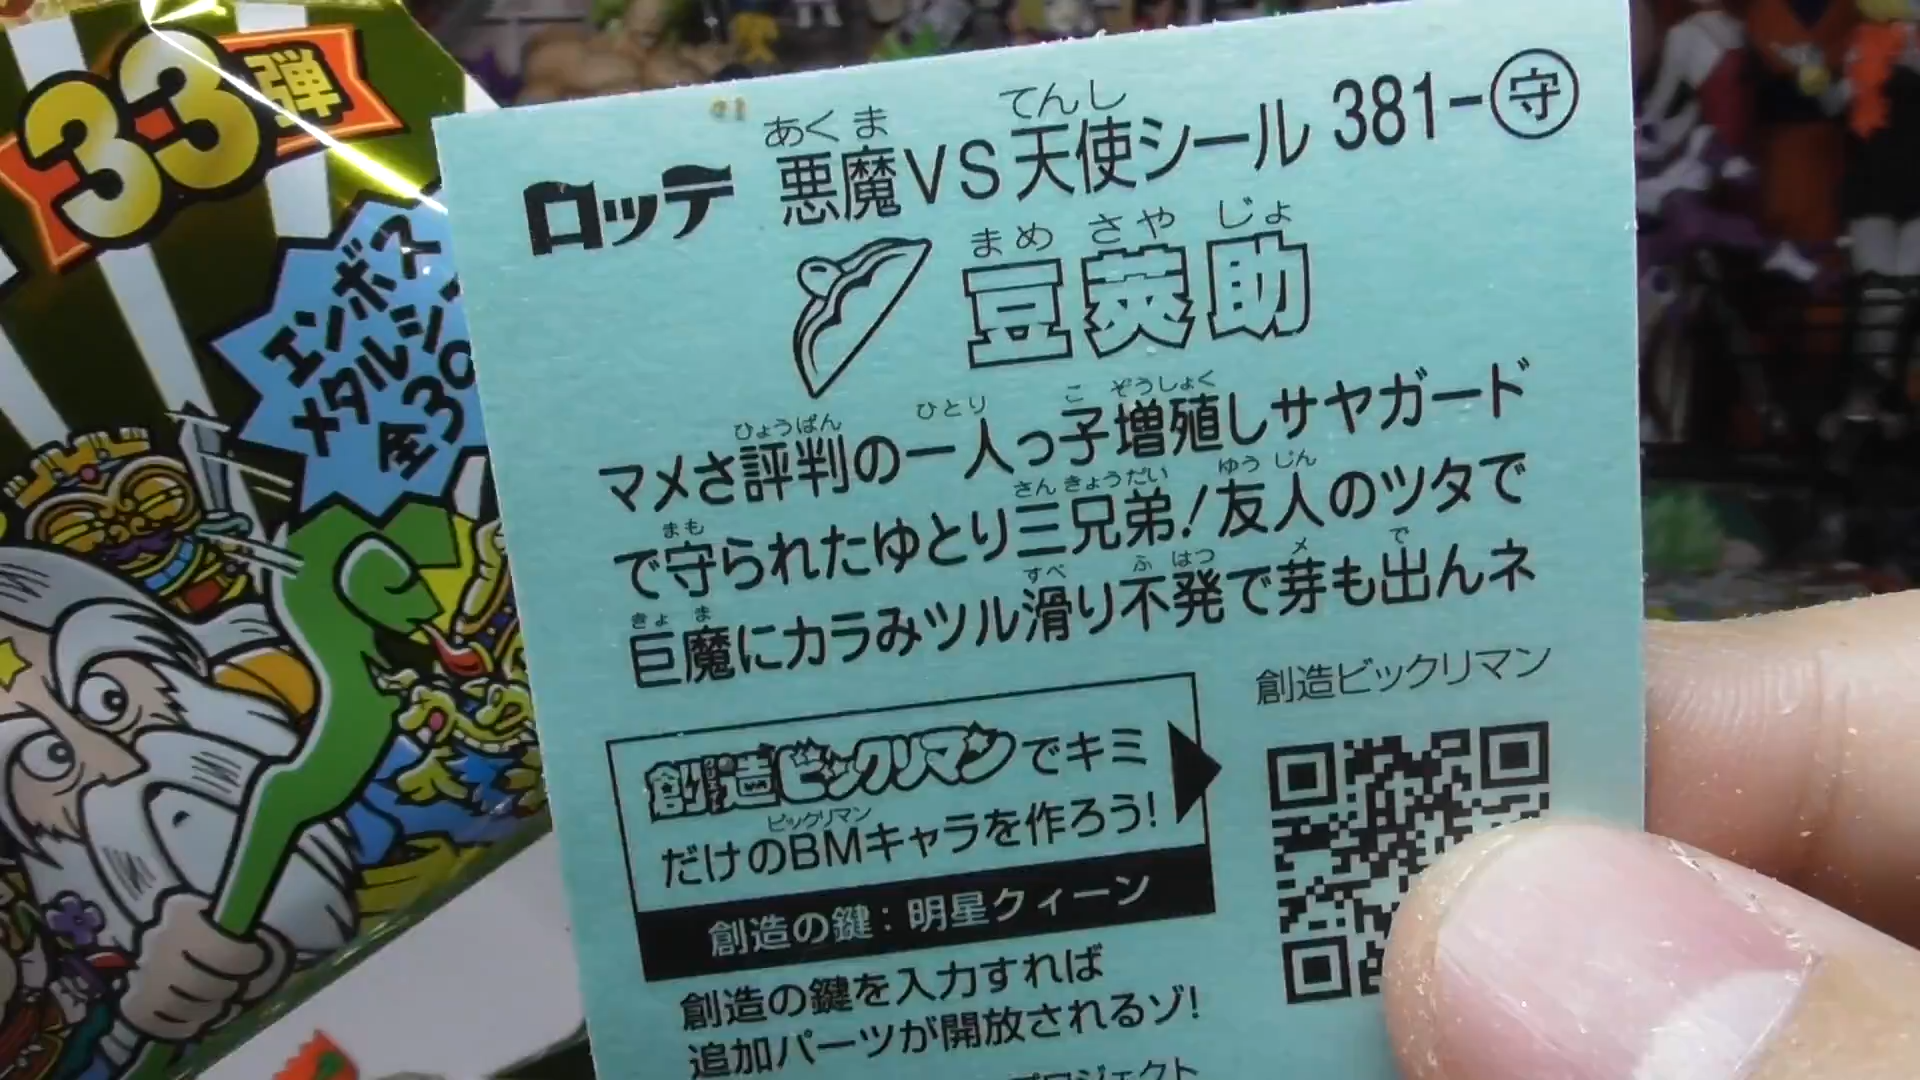 33弾
エンボス
メタルシ
全30
ロッテ 悪魔VS天使シール 381-守
あくま てんし
まめ さや じょ
豆莢助
ひょうばん ひとり こ ぞうしょく
マメさ評判の一人っ子増殖しサヤガード
まも さんきょうだい ゆうじん
で守られたゆとり三兄弟!友人のツタで
きょま すべ ふはつ メ で
巨魔にカラみツル滑り不発で芽も出んネ
創造ビックリマン
創造ビックリマンでキミ
ビックリマン
だけのBMキャラを作ろう!
創造の鍵:明星クィーン
創造の鍵を入力すれば
追加パーツが開放されるゾ!
プロジェクト